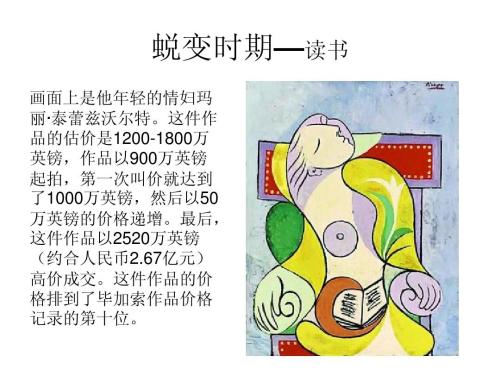 蜕变时期—读书
画面上是他年轻的情妇玛
丽·泰蕾兹沃尔特。这件作
品的估价是1200-1800万
英镑，作品以900万英镑
起拍，第一次叫价就达到
了1000万英镑，然后以50
万英镑的价格递增。最后，
这件作品以2520万英镑
（约合人民币2.67亿元）
高价成交。这件作品的价
格排到了毕加索作品价格
记录的第十位。
Picasso